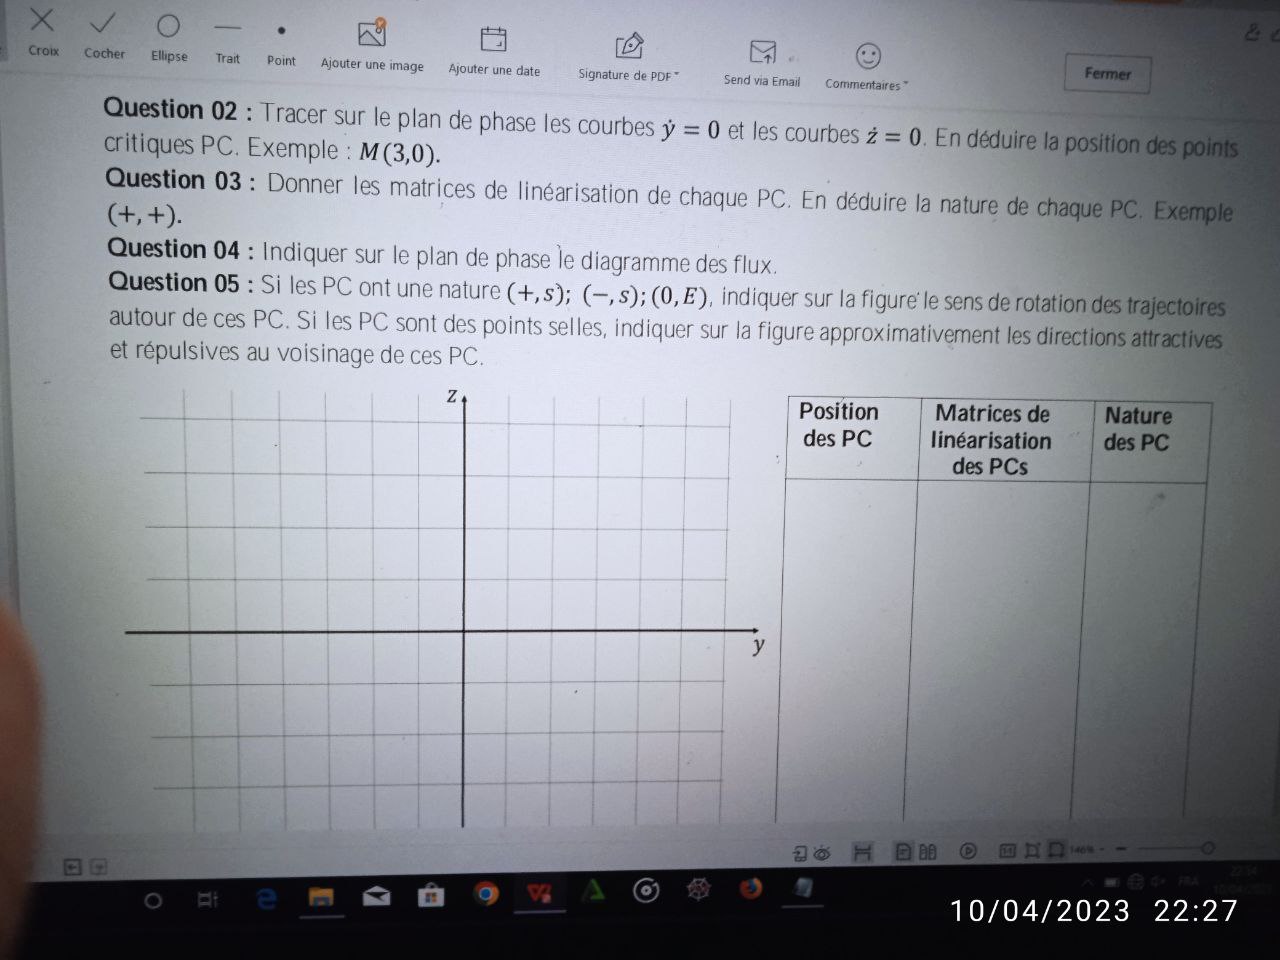 Croix Cocher Ellipse Trait Point Ajouter une image Ajouter une date Signature de PDF Send via Email Commentaires Fermer
Question 02 : Tracer sur le plan de phase les courbes ẏ = 0 et les courbes ż = 0. En déduire la position des points
critiques PC. Exemple : M(3,0).
Question 03 : Donner les matrices de linéarisation de chaque PC. En déduire la nature de chaque PC. Exemple
(+,+).
Question 04 : Indiquer sur le plan de phase le diagramme des flux.
Question 05 : Si les PC ont une nature (+,s); (−,s); (0,E), indiquer sur la figure le sens de rotation des trajectoires
autour de ces PC. Si les PC sont des points selles, indiquer sur la figure approximativement les directions attractives
et répulsives au voisinage de ces PC.
z
y
Position
des PC
Matrices de
linéarisation
des PCs
Nature
des PC
146%
FRA
10/04/2023 22:27